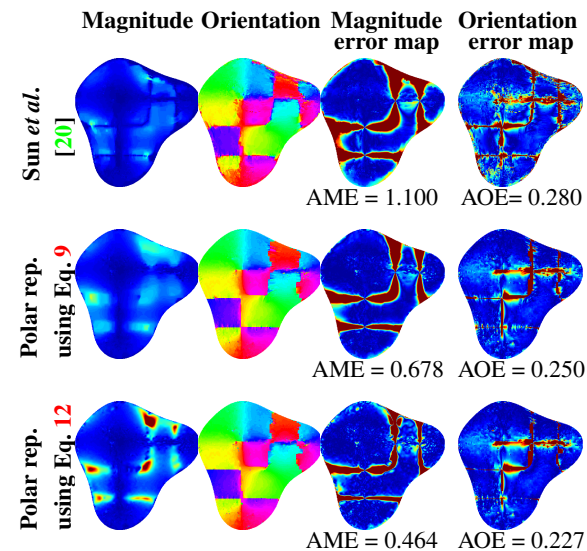 Magnitude Orientation Magnitude error map Orientation error map
Sun et al. [20]
AME = 1.100 AOE= 0.280
Polar rep. using Eq. 9
AME = 0.678 AOE = 0.250
Polar rep. using Eq. 12
AME = 0.464 AOE = 0.227